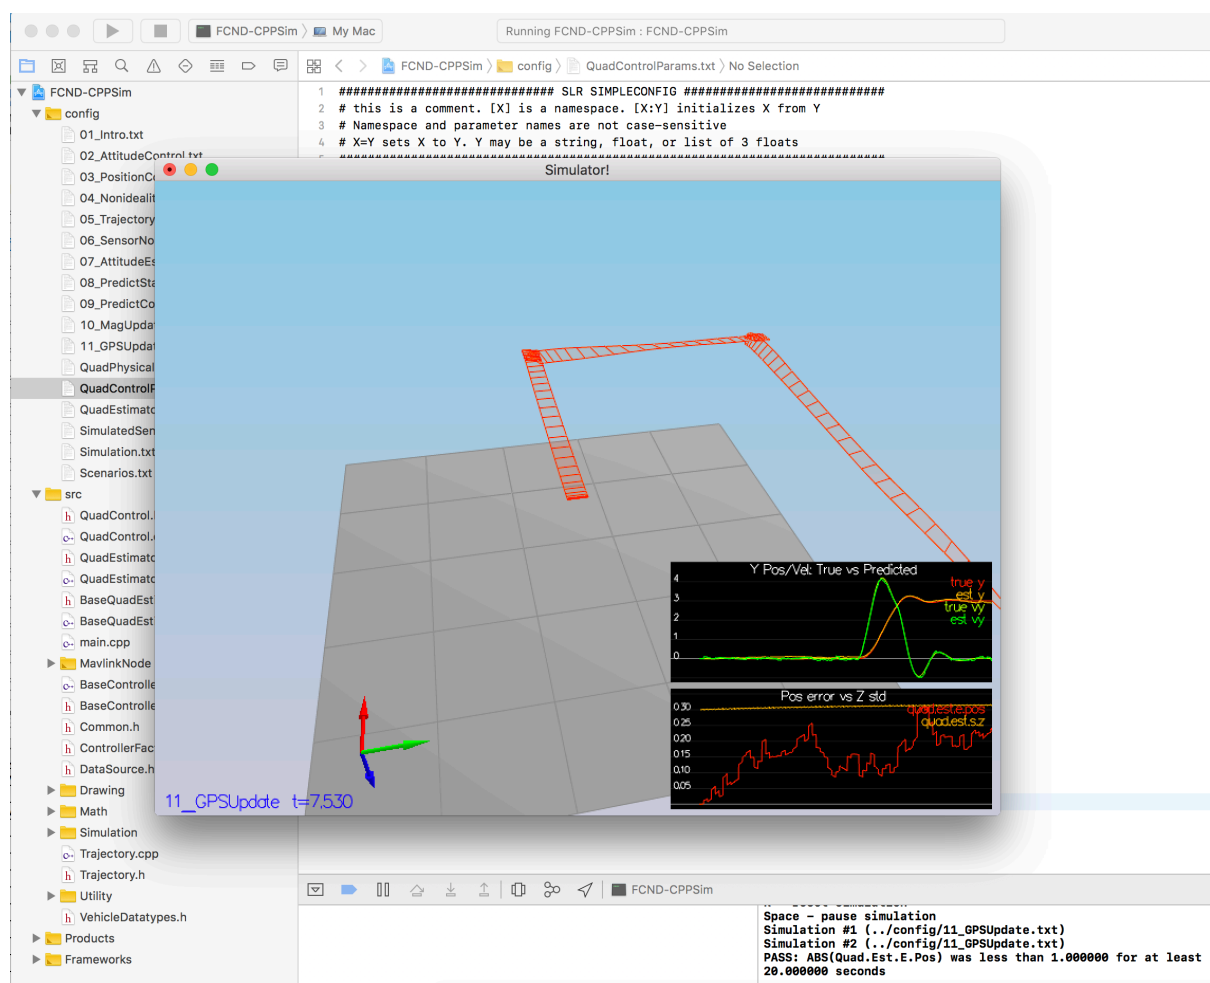 FCND-CPPSim
My Mac
Running FCND-CPPSim : FCND-CPPSim
FCND-CPPSim
config
QuadControlParams.txt
No Selection
FCND-CPPSim
config
01_Intro.txt
02_AttitudeControl.txt
03_PositionCo
04_Nonidealit
05_Trajectory
06_SensorNo
07_AttitudeEs
08_PredictSta
09_PredictCo
10_MagUpda
11_GPSUpdat
QuadPhysical
QuadControlP
QuadEstimato
SimulatedSen
Simulation.txt
Scenarios.txt
src
QuadControl.
QuadControl.
QuadEstimato
QuadEstimato
BaseQuadEst
BaseQuadEst
main.cpp
MavlinkNode
BaseControlle
BaseControlle
Common.h
ControllerFac
DataSource.h
Drawing
Math
Simulation
Trajectory.cpp
Trajectory.h
Utility
VehicleDatatypes.h
Products
Frameworks
1 ############################# SLR SIMPLECONFIG ###########################
2 # this is a comment. [X] is a namespace. [X:Y] initializes X from Y
3 # Namespace and parameter names are not case-sensitive
4 # X=Y sets X to Y. Y may be a string, float, or list of 3 floats
Simulator!
Y Pos/Vel: True vs Predicted
4
3
2
1
0
true y
est y
true vy
est vy
Pos error vs Z std
0.30
0.25
0.20
0.15
0.10
0.05
quad.est.e.pos
quad.est.s.z
11_GPSUpdate t=7.530
FCND-CPPSim
Space - pause simulation
Simulation #1 (../config/11_GPSUpdate.txt)
Simulation #2 (../config/11_GPSUpdate.txt)
PASS: ABS(Quad.Est.E.Pos) was less than 1.000000 for at least
20.000000 seconds